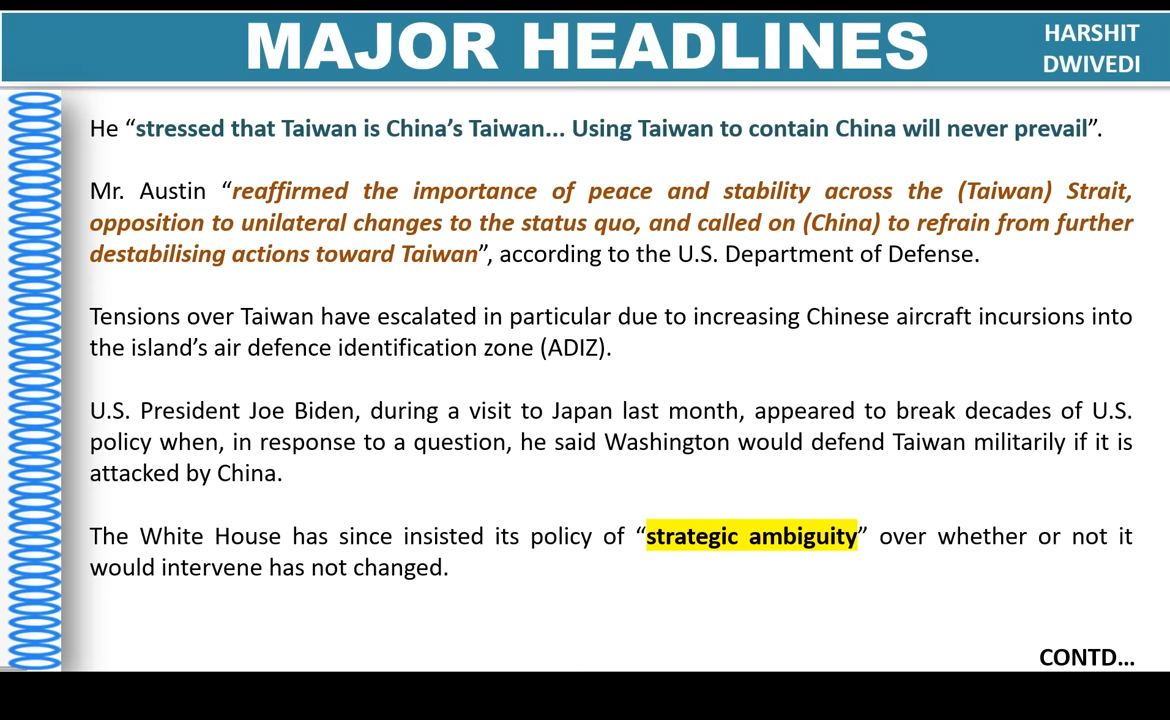 MAJOR HEADLINES
HARSHIT
DWIVEDI
He “stressed that Taiwan is China’s Taiwan... Using Taiwan to contain China will never prevail”.
Mr. Austin “reaffirmed the importance of peace and stability across the (Taiwan) Strait,
opposition to unilateral changes to the status quo, and called on (China) to refrain from further
destabilising actions toward Taiwan”, according to the U.S. Department of Defense.
Tensions over Taiwan have escalated in particular due to increasing Chinese aircraft incursions into
the island’s air defence identification zone (ADIZ).
U.S. President Joe Biden, during a visit to Japan last month, appeared to break decades of U.S.
policy when, in response to a question, he said Washington would defend Taiwan militarily if it is
attacked by China.
The White House has since insisted its policy of “strategic ambiguity” over whether or not it
would intervene has not changed.
CONTD...